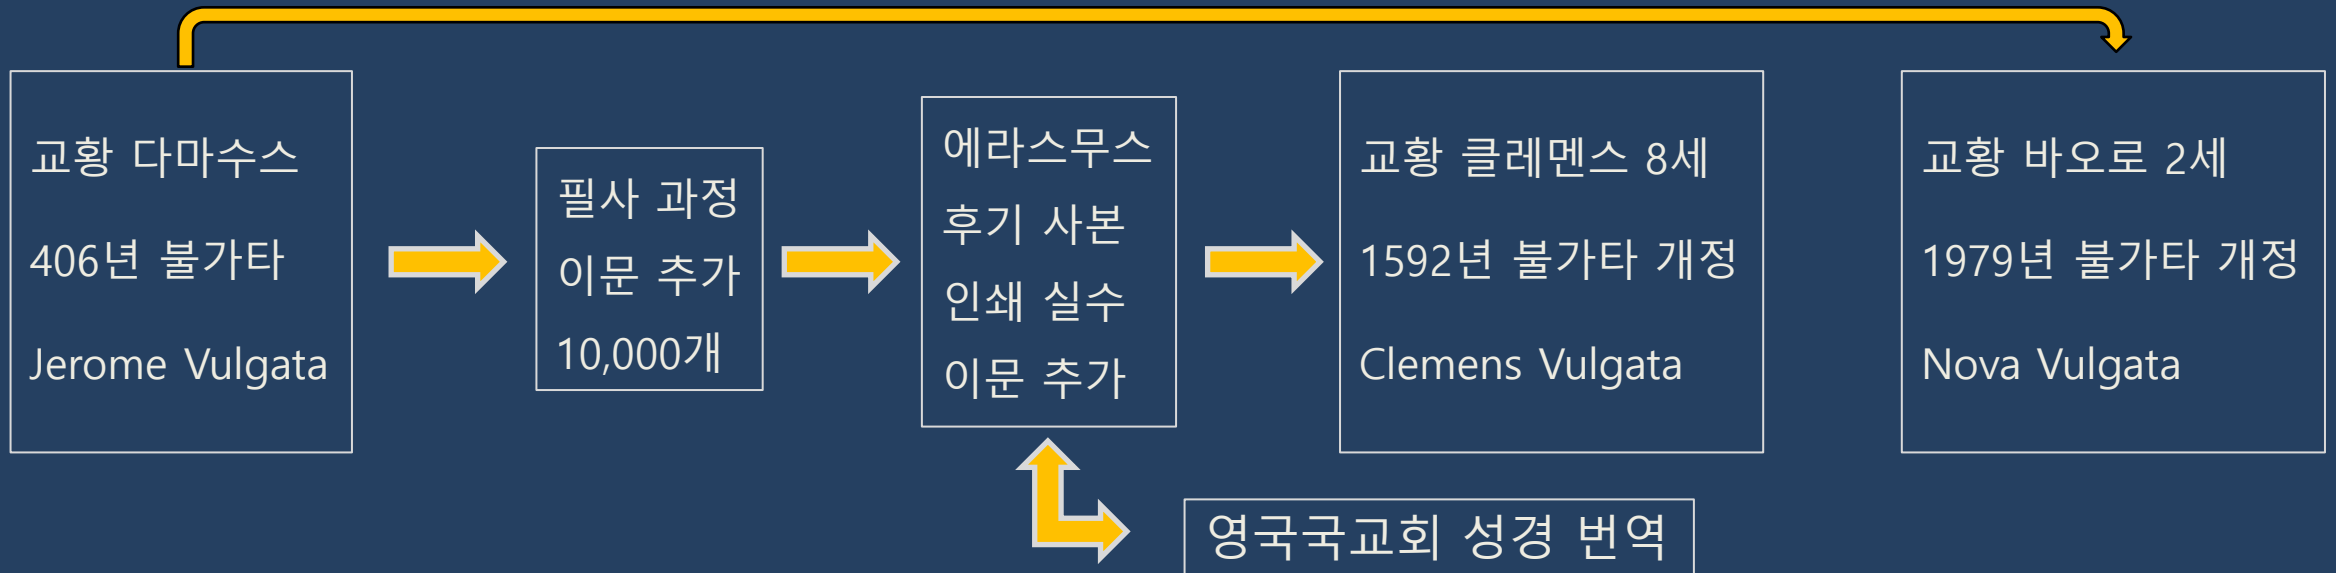 교황 다마수스
406년 불가타
Jerome Vulgata
필사 과정
이문 추가
10,000개
에라스무스
후기 사본
인쇄 실수
이문 추가
교황 클레멘스 8세
1592년 불가타 개정
Clemens Vulgata
교황 바오로 2세
1979년 불가타 개정
Nova Vulgata
영국국교회 성경 번역